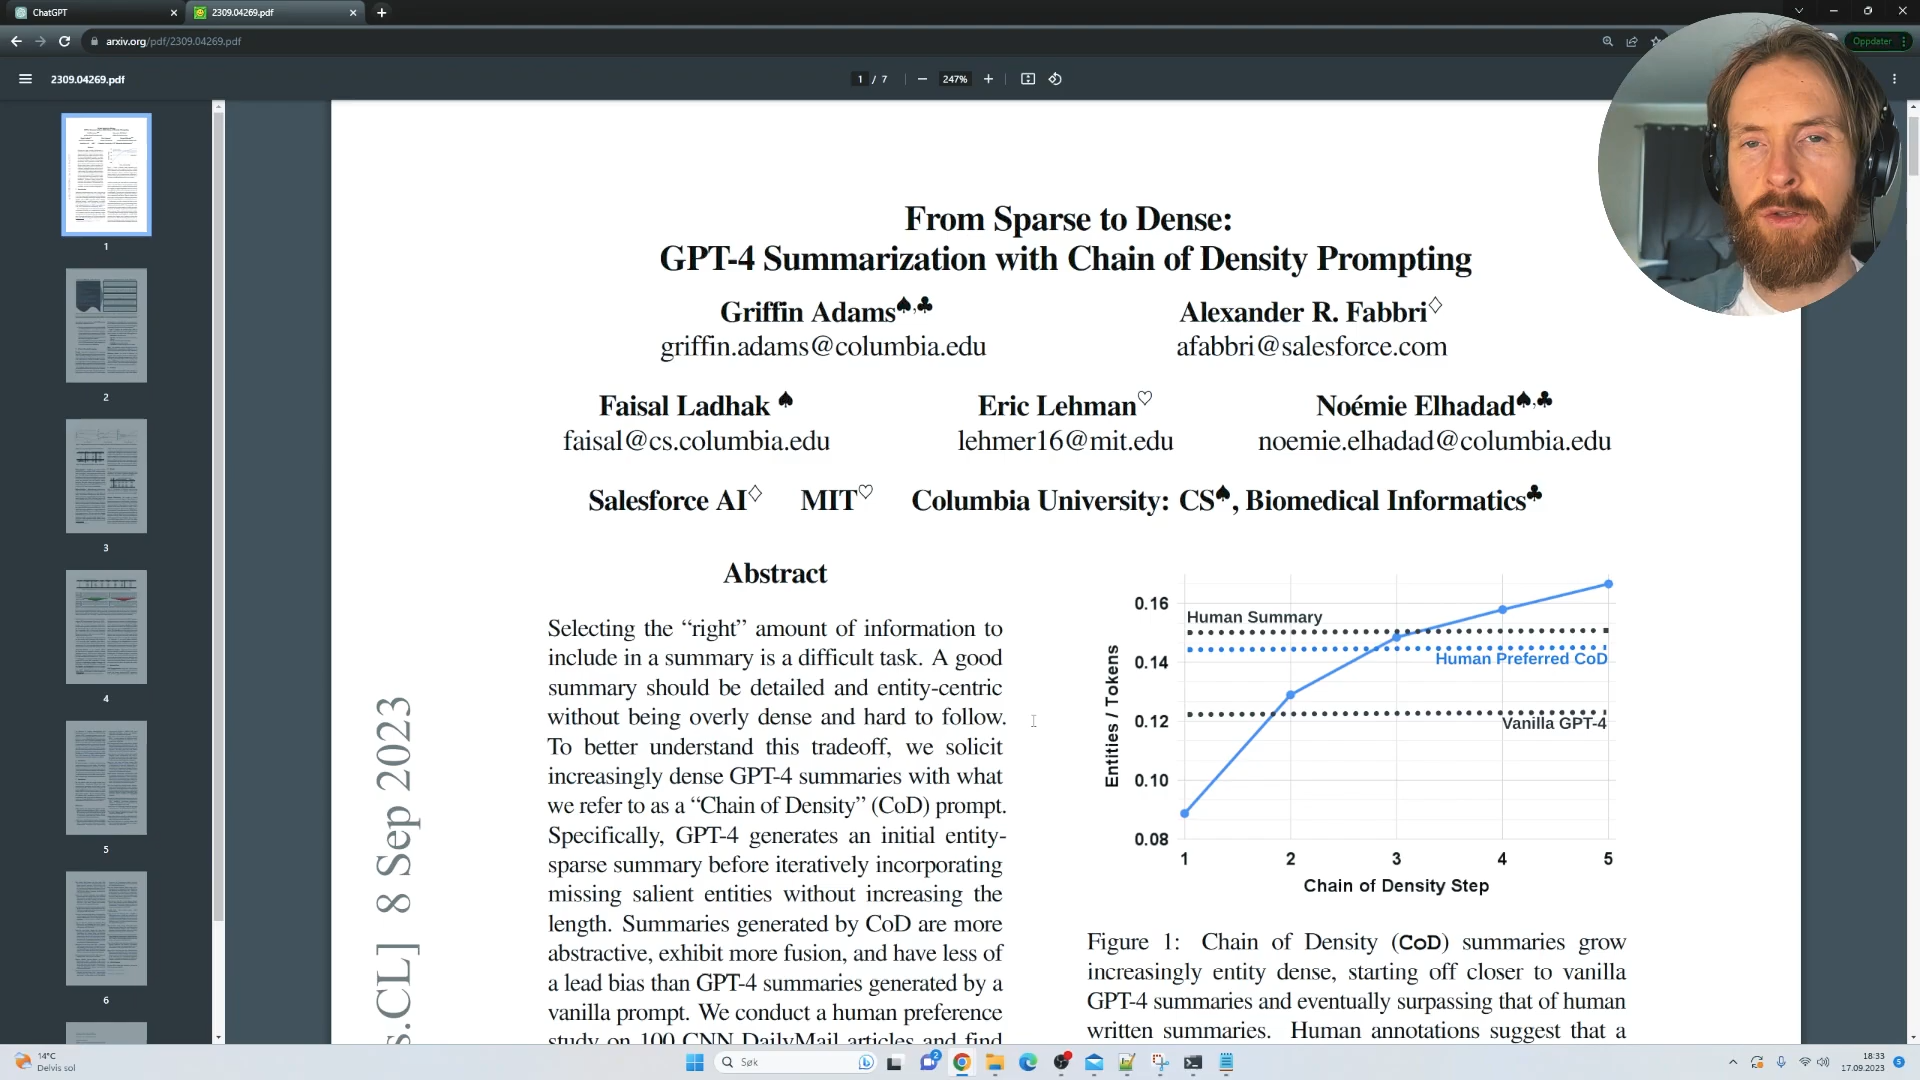 ChatGPT
2309.04269.pdf
arxiv.org/pdf/2309.04269.pdf
Oppdater
2309.04269.pdf
1 / 7
247%
1
2
3
4
5
6
From Sparse to Dense:
GPT-4 Summarization with Chain of Density Prompting
Griffin Adams♠,♣
griffin.adams@columbia.edu
Alexander R. Fabbri♢
afabbri@salesforce.com
Faisal Ladhak ♠
faisal@cs.columbia.edu
Eric Lehman♡
lehmer16@mit.edu
Noémie Elhadad♠,♣
noemie.elhadad@columbia.edu
Salesforce AI♢ MIT♡ Columbia University: CS♠, Biomedical Informatics♣
s.CL] 8 Sep 2023
Abstract
Selecting the “right” amount of information to
include in a summary is a difficult task. A good
summary should be detailed and entity-centric
without being overly dense and hard to follow.
To better understand this tradeoff, we solicit
increasingly dense GPT-4 summaries with what
we refer to as a “Chain of Density” (CoD) prompt.
Specifically, GPT-4 generates an initial entity-
sparse summary before iteratively incorporating
missing salient entities without increasing the
length. Summaries generated by CoD are more
abstractive, exhibit more fusion, and have less of
a lead bias than GPT-4 summaries generated by a
vanilla prompt. We conduct a human preference
study on 100 CNN DailyMail articles and find
Entities / Tokens
0.16
0.14
0.12
0.10
0.08
Human Summary
Human Preferred CoD
Vanilla GPT-4
1 2 3 4 5
Chain of Density Step
Figure 1: Chain of Density (CoD) summaries grow
increasingly entity dense, starting off closer to vanilla
GPT-4 summaries and eventually surpassing that of human
written summaries. Human annotations suggest that a
14°C
Delvis sol
Søk
2
18:33
17.09.2023
5